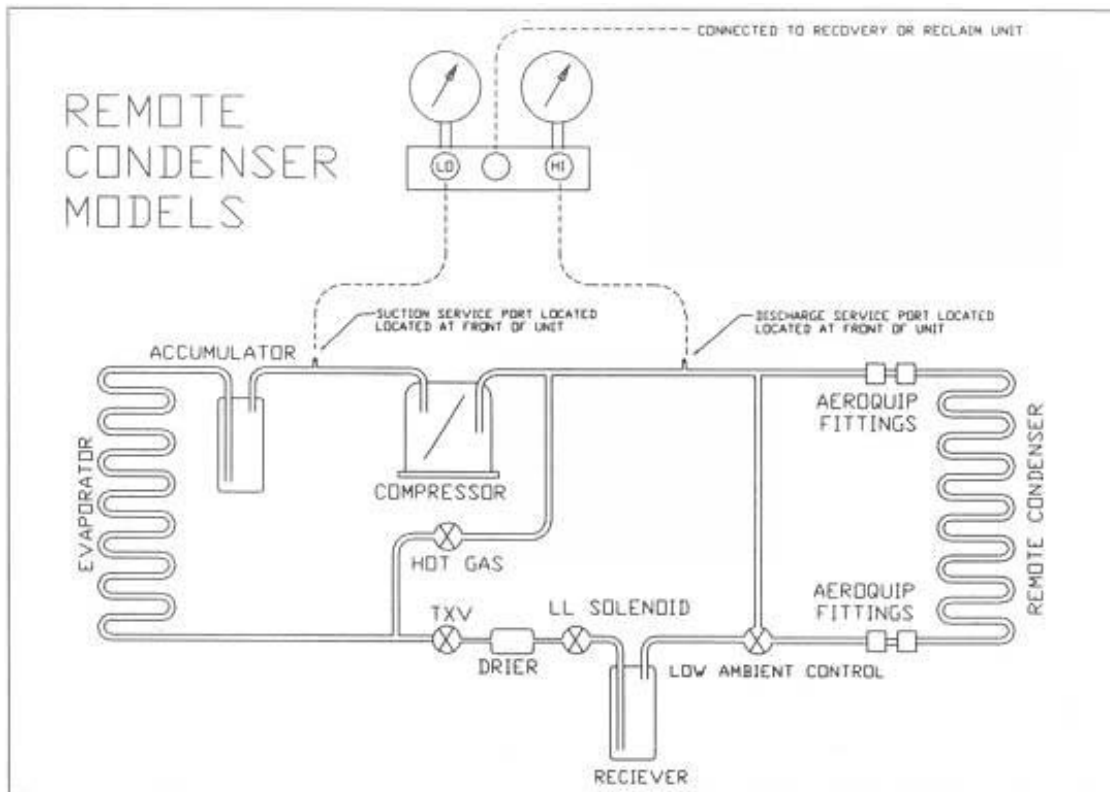 CONNECTED TO RECOVERY OR RECLAIM UNIT
REMOTE
CONDENSER
MODELS
LO
HI
SUCTION SERVICE PORT LOCATED
LOCATED AT FRONT OF UNIT
DISCHARGE SERVICE PORT LOCATED
LOCATED AT FRONT OF UNIT
ACCUMULATOR
AEROQUIP
FITTINGS
EVAPORATOR
COMPRESSOR
REMOTE CONDENSER
HOT GAS
AEROQUIP
FITTINGS
TXV
LL SOLENOID
DRIER
LOW AMBIENT CONTROL
RECIEVER